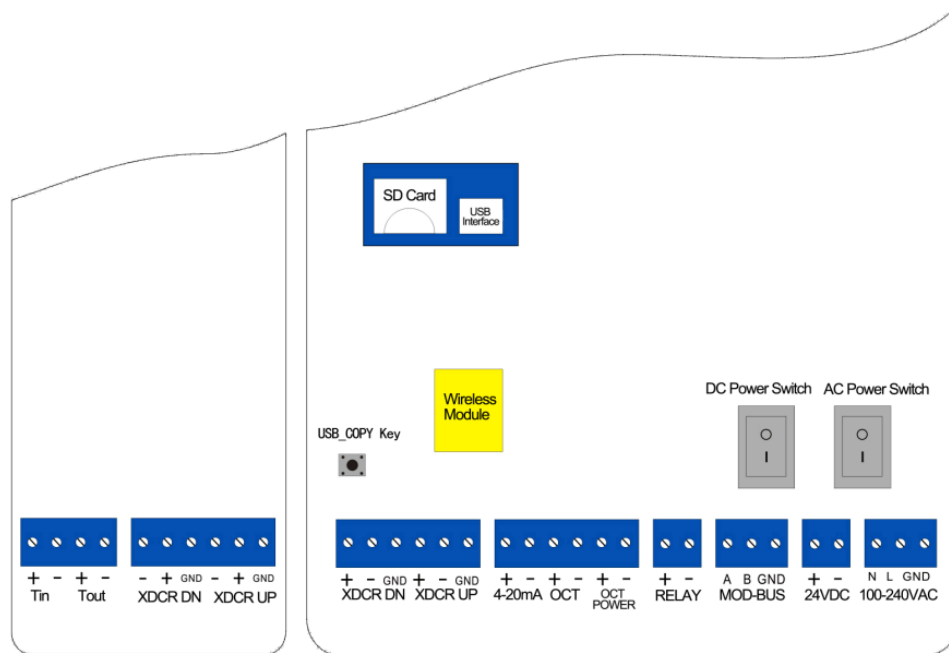 SD Card
USB
Interface
Wireless
Module
DC Power Switch
AC Power Switch
USB_COPY Key
+ - + -
Tin Tout
- + GND - + GND
XDCR DN XDCR UP
+ - GND + - GND
XDCR DN XDCR UP
+ - + - + -
4-20mA OCT OCT
POWER
+ -
RELAY
A B GND
MOD-BUS
+ -
24VDC
N L GND
100-240VAC